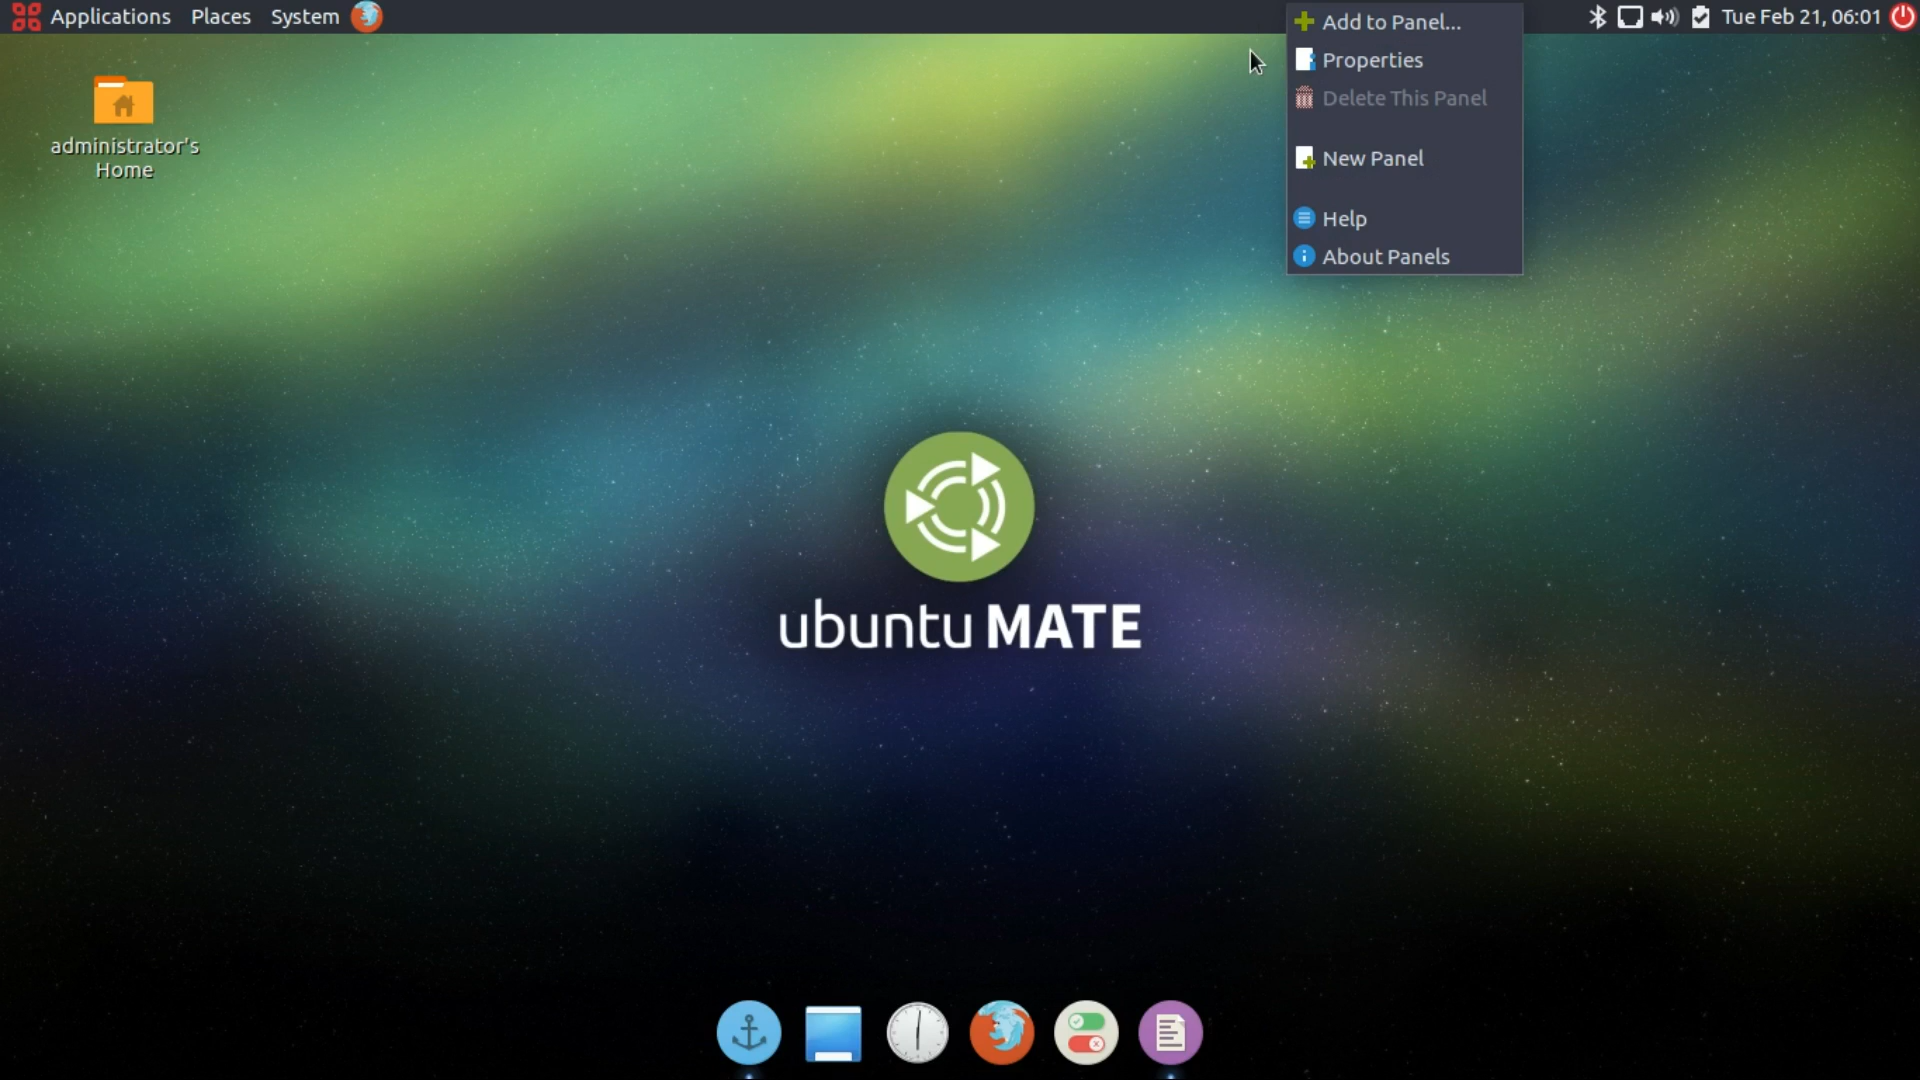 Applications Places System
Tue Feb 21, 06:01
Add to Panel...
Properties
Delete This Panel
New Panel
Help
About Panels
administrator's
Home
ubuntu MATE